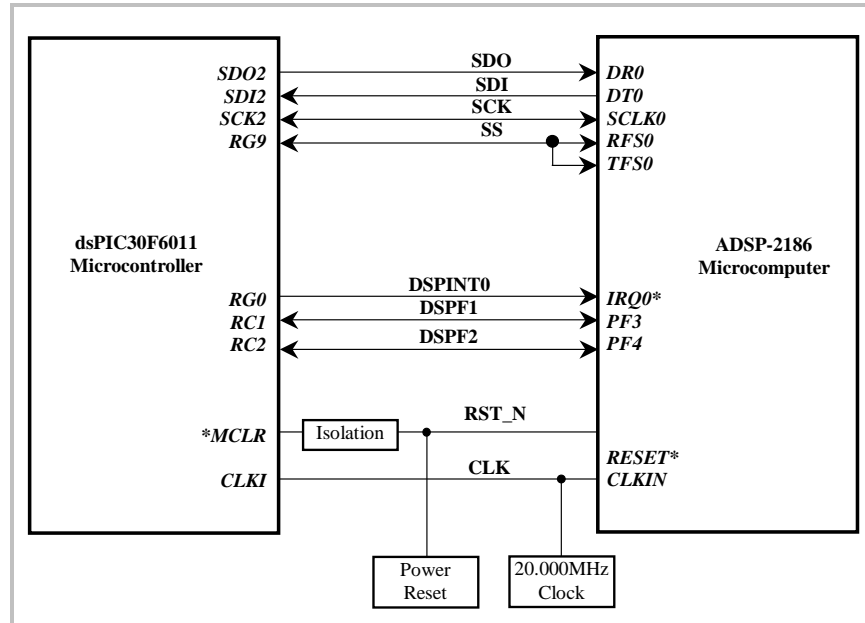 SDO
SDO2 DR0
SDI
SDI2 DT0
SCK
SCK2 SCLK0
SS
RG9 RFS0
TFS0
dsPIC30F6011
Microcontroller
ADSP-2186
Microcomputer
DSPINT0
RG0 IRQ0*
DSPF1
RC1 PF3
DSPF2
RC2 PF4
RST_N
*MCLR Isolation
RESET*
CLK
CLKI CLKIN
Power
Reset
20.000MHz
Clock